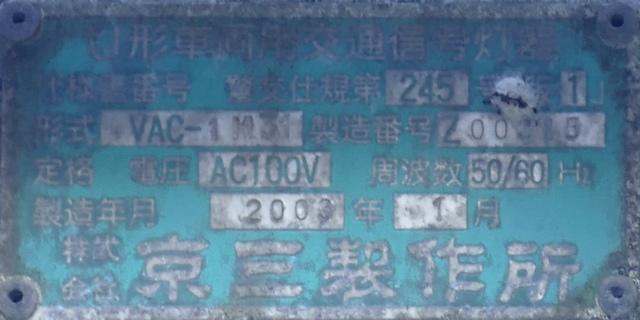 U形車両用交通信号灯器
仕様書番号 警交仕規第 245 号 1
形式 VAC-1 製造番号
定格 電圧 AC100V 周波数 50/60 Hz
製造年月 2003 年 1 月
株式会社 京三製作所